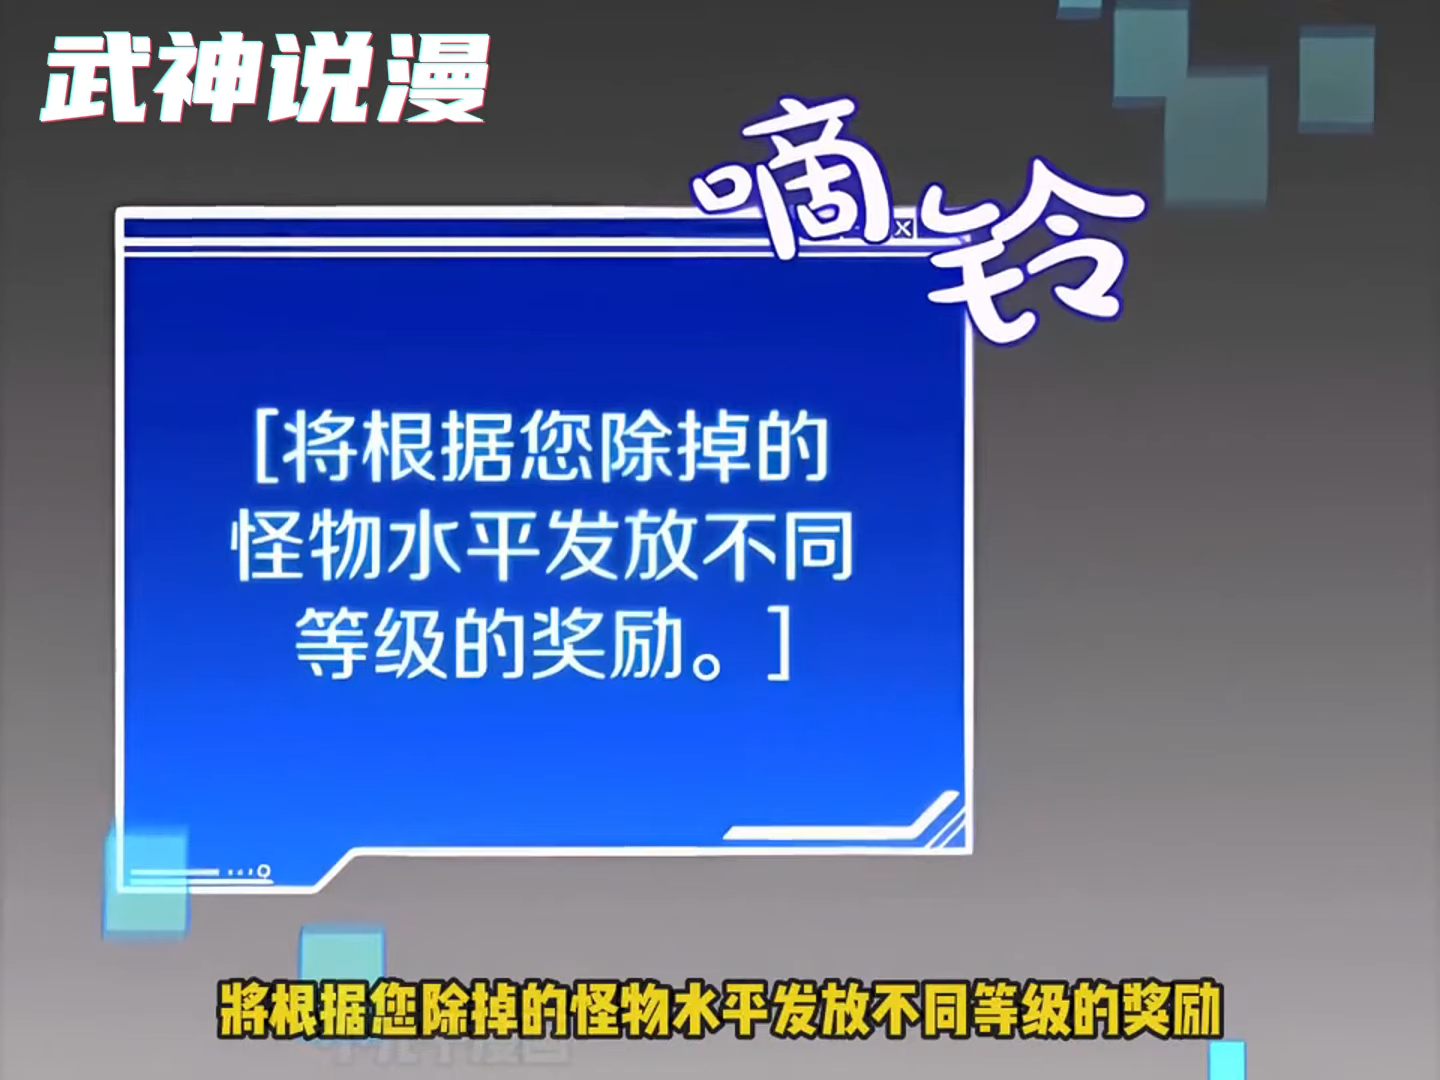 武神说漫
嘀铃
[将根据您除掉的
怪物水平发放不同
等级的奖励。]
将根据您除掉的怪物水平发放不同等级的奖励